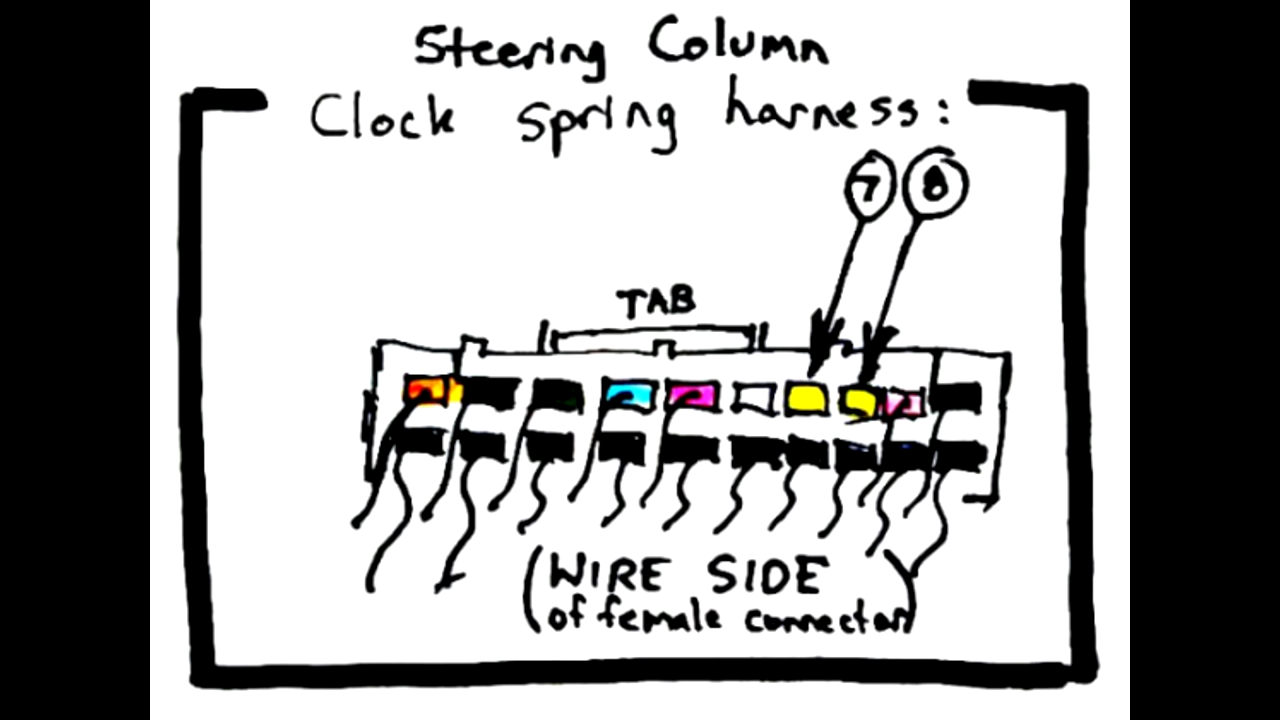 Steering Column
Clock spring harness:
7 8
TAB
(WIRE SIDE
of female connector)